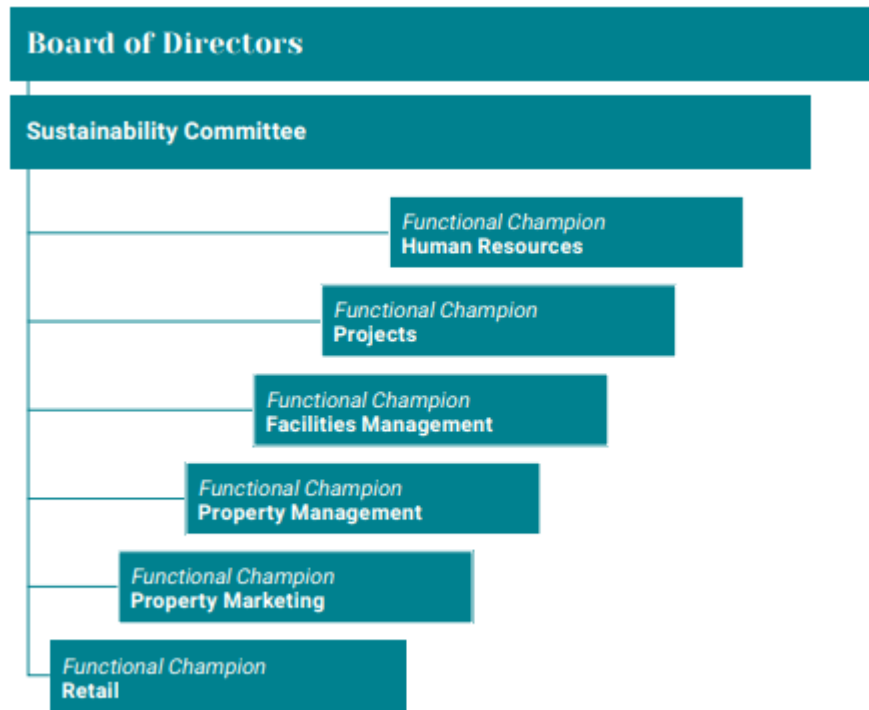 Board of Directors
Sustainability Committee
Functional Champion
Human Resources
Functional Champion
Projects
Functional Champion
Facilities Management
Functional Champion
Property Management
Functional Champion
Property Marketing
Functional Champion
Retail